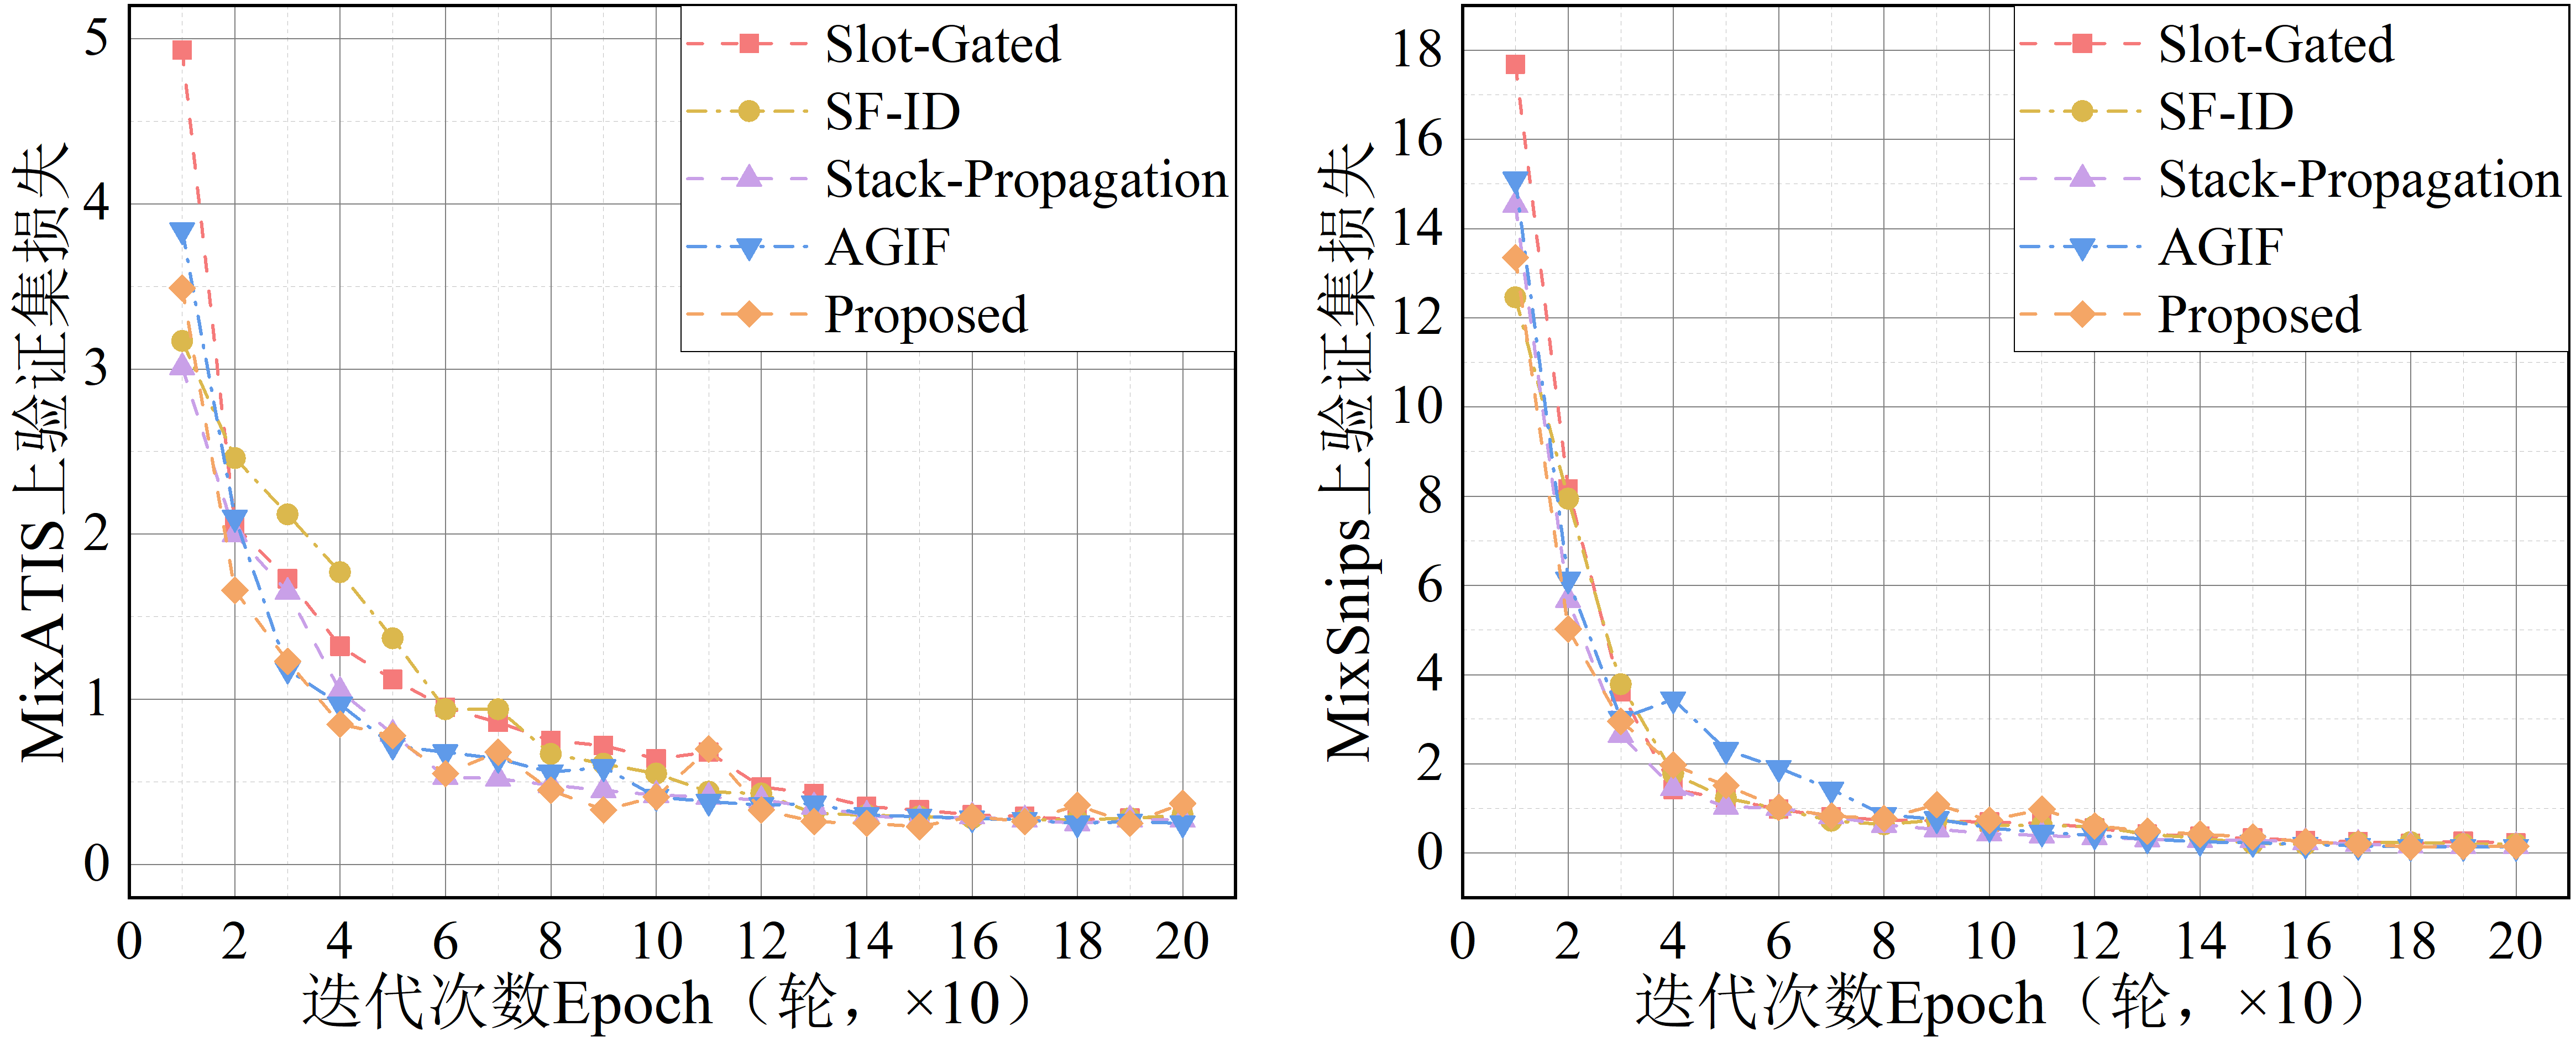 MixATIS上验证集损失
5
4
3
2
1
0
Slot-Gated
SF-ID
Stack-Propagation
AGIF
Proposed
0 2 4 6 8 10 12 14 16 18 20
迭代次数Epoch（轮，×10）
MixSnips上验证集损失
18
16
14
12
10
8
6
4
2
0
Slot-Gated
SF-ID
Stack-Propagation
AGIF
Proposed
0 2 4 6 8 10 12 14 16 18 20
迭代次数Epoch（轮，×10）